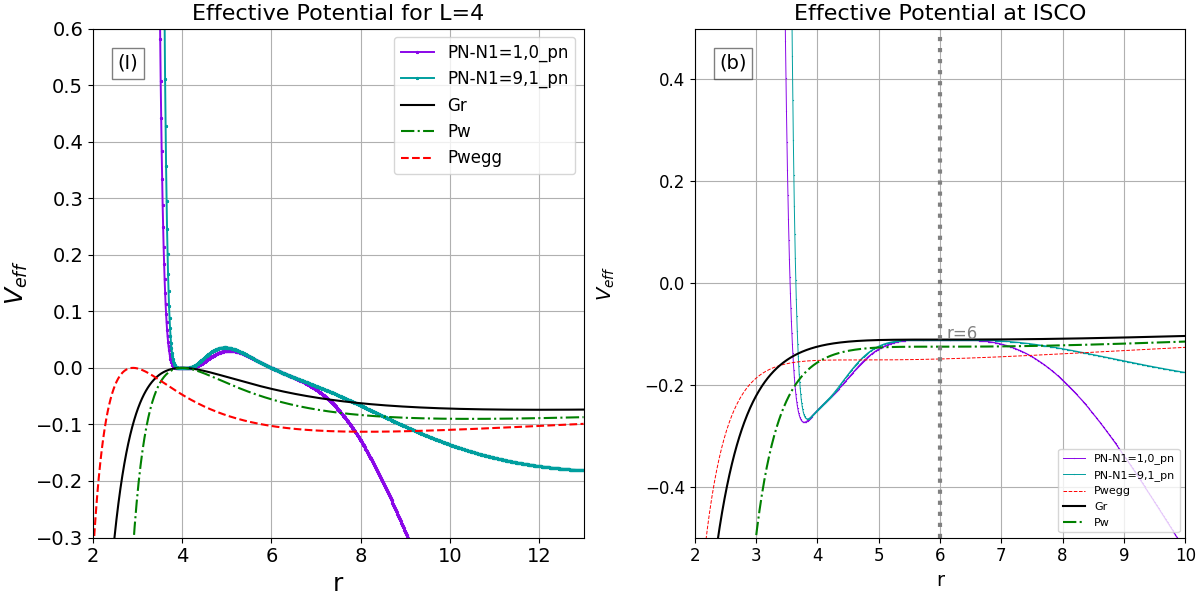 Effective Potential for L=4
(I)
PN-N1=1,0_pn
PN-N1=9,1_pn
Gr
Pw
Pwegg
0.6
0.5
0.4
0.3
0.2
0.1
0.0
−0.1
−0.2
−0.3
2
4
6
8
10
12
r
V_eff
Effective Potential at ISCO
(b)
r=6
PN-N1=1,0_pn
PN-N1=9,1_pn
Pwegg
Gr
Pw
0.4
0.2
0.0
−0.2
−0.4
2
3
4
5
6
7
8
9
10
r
V_eff